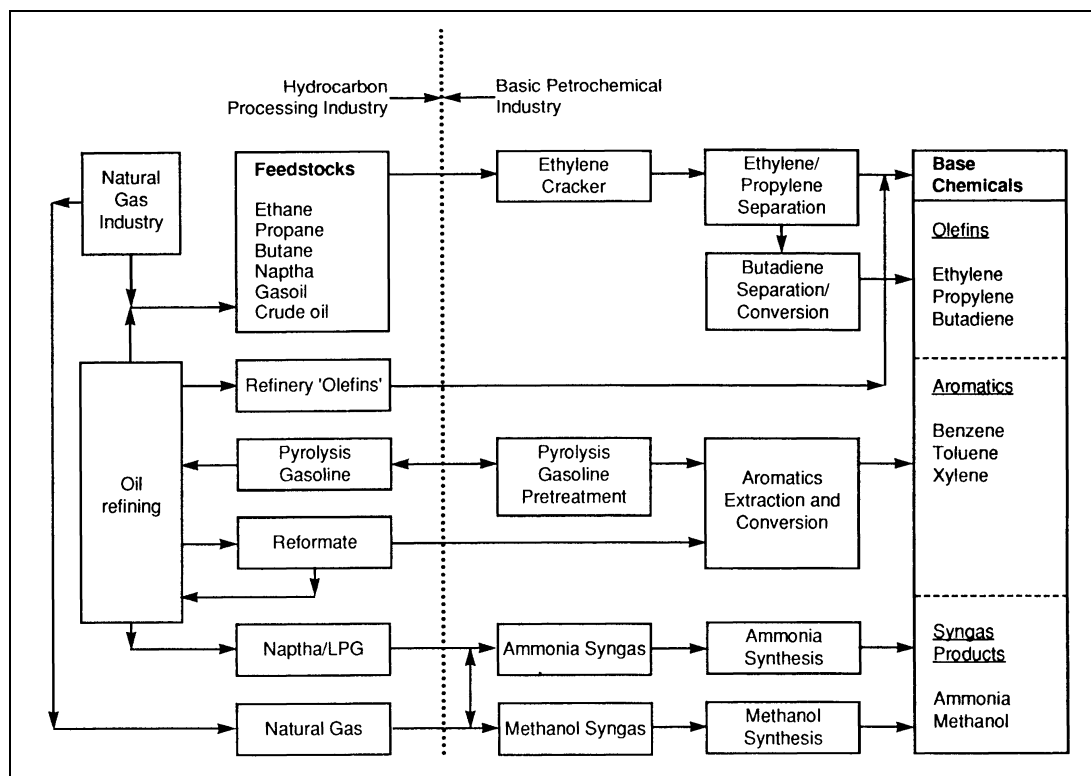 Hydrocarbon
Processing Industry
Basic Petrochemical
Industry
Natural
Gas
Industry
Feedstocks
Ethane
Propane
Butane
Naptha
Gasoil
Crude oil
Ethylene
Cracker
Ethylene/
Propylene
Separation
Butadiene
Separation/
Conversion
Base
Chemicals
Olefins
Ethylene
Propylene
Butadiene
Oil
refining
Refinery 'Olefins'
Pyrolysis
Gasoline
Pyrolysis
Gasoline
Pretreatment
Aromatics
Extraction and
Conversion
Aromatics
Benzene
Toluene
Xylene
Reformate
Naptha/LPG
Ammonia Syngas
Ammonia
Synthesis
Syngas
Products
Ammonia
Methanol
Natural Gas
Methanol Syngas
Methanol
Synthesis